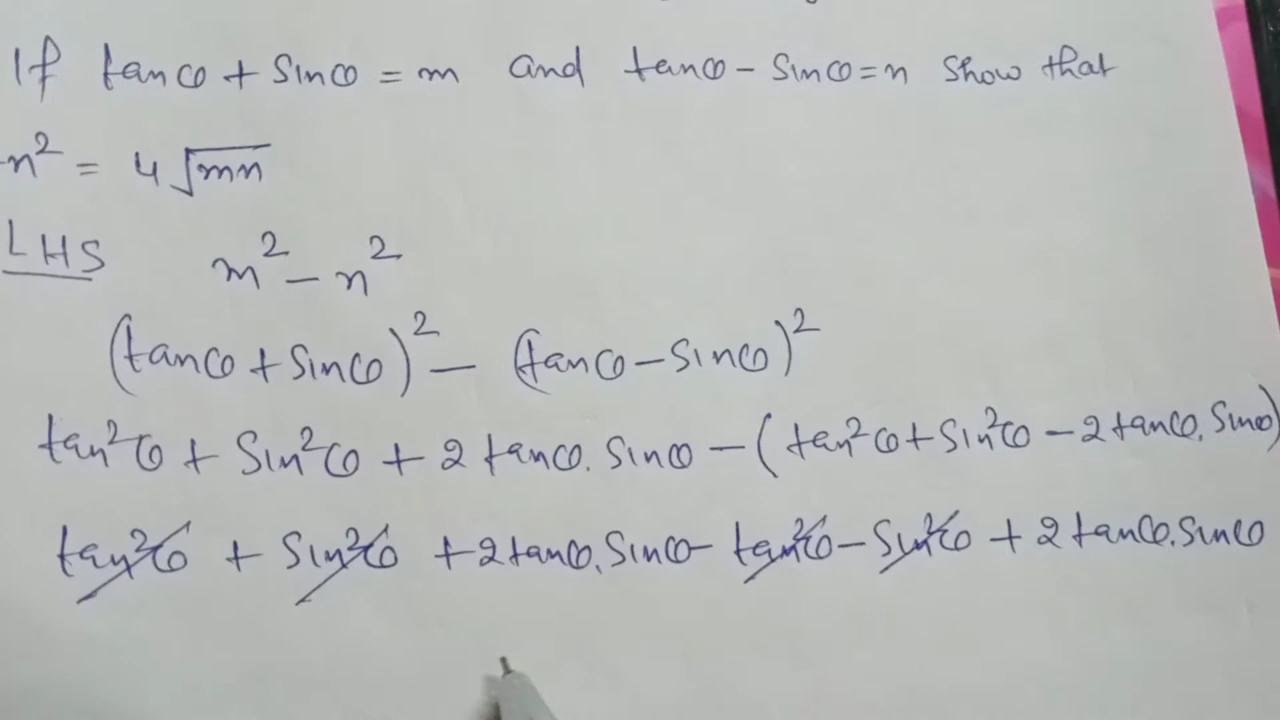 If tanθ + Sinθ = m and tanθ - Sinθ = n Show that
-n² = 4 √mn
LHS m² - n²
(tanθ + Sinθ)² - (tanθ - Sinθ)²
tan²θ + Sin²θ + 2 tanθ. Sinθ - (tan²θ + Sin²θ - 2 tanθ. Sinθ)
tan²θ + Sin²θ + 2 tanθ. Sinθ - tan²θ - Sin²θ + 2 tanθ. Sinθ